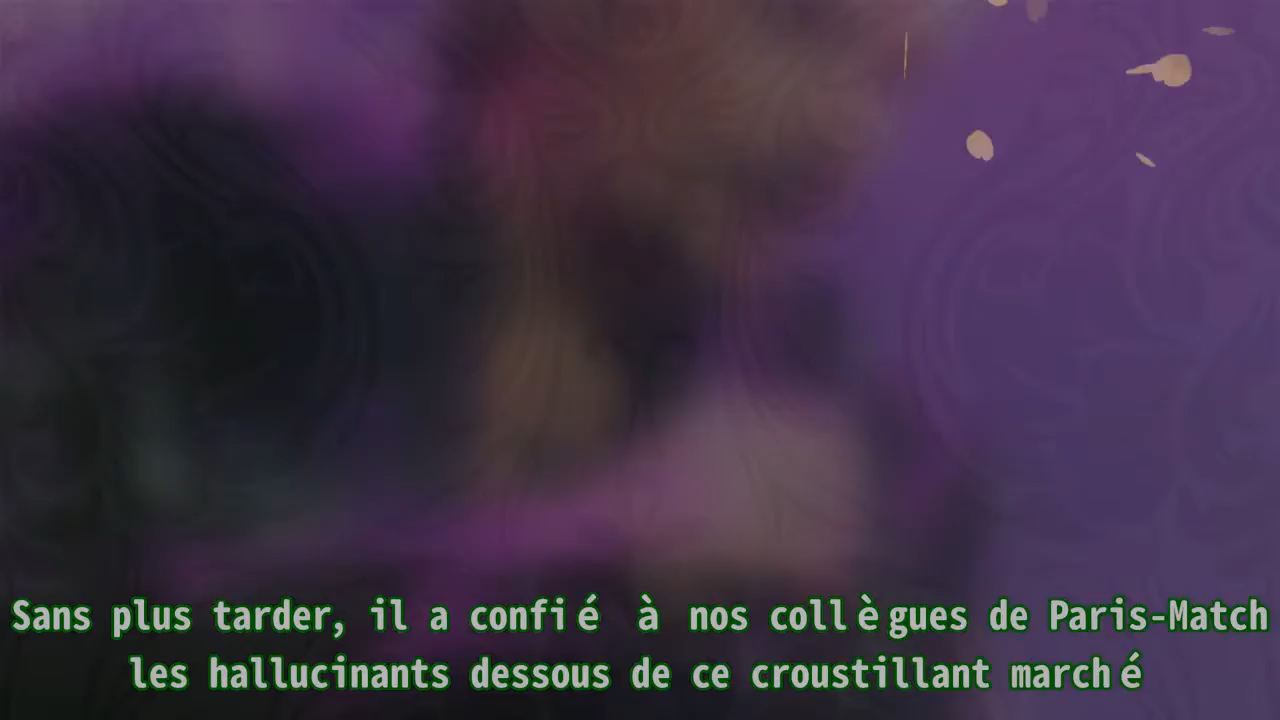 Sans plus tarder, il a confié à nos collègues de Paris-Match
les hallucinants dessous de ce croustillant marché